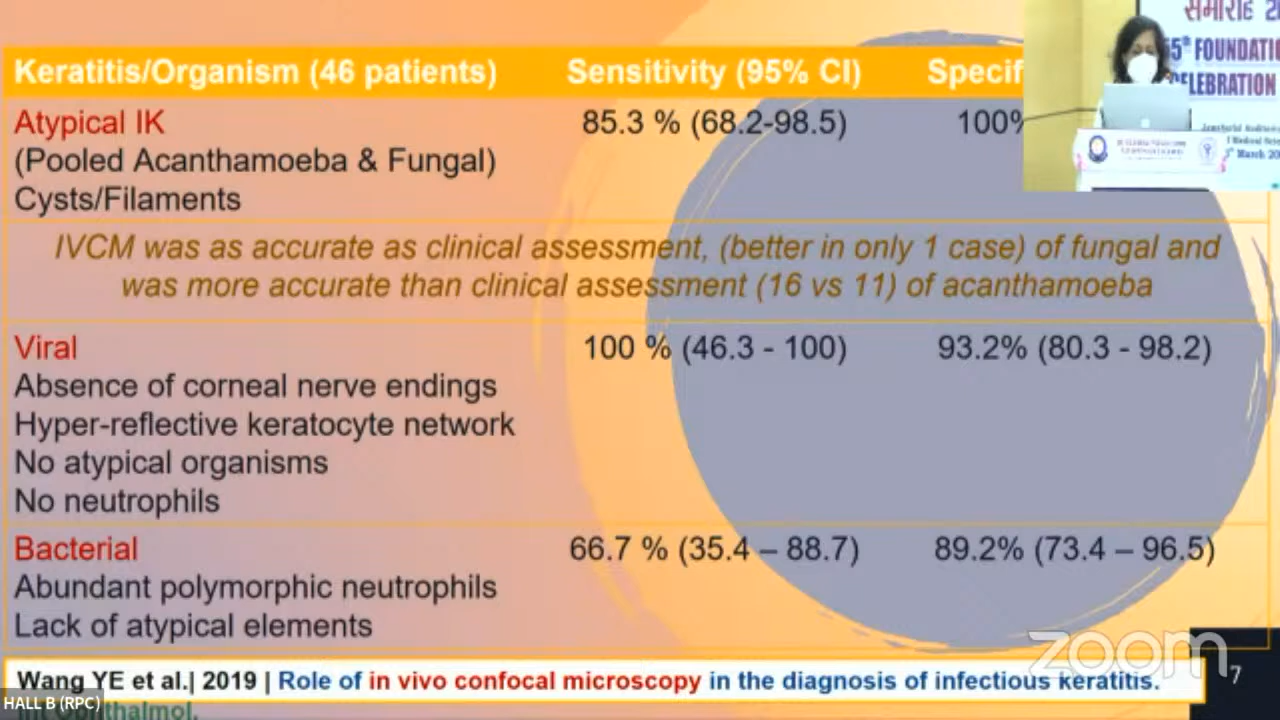 Keratitis/Organism (46 patients)
Sensitivity (95% CI)
Atypical IK
85.3 % (68.2-98.5)
100%
(Pooled Acanthamoeba & Fungal)
Cysts/Filaments
IVCM was as accurate as clinical assessment, (better in only 1 case) of fungal and
was more accurate than clinical assessment (16 vs 11) of acanthamoeba
Viral
100 % (46.3 - 100)
93.2% (80.3 - 98.2)
Absence of corneal nerve endings
Hyper-reflective keratocyte network
No atypical organisms
No neutrophils
Bacterial
66.7 % (35.4 – 88.7)
89.2% (73.4 – 96.5)
Abundant polymorphic neutrophils
Lack of atypical elements
Wang YE et al.| 2019 | Role of in vivo confocal microscopy in the diagnosis of infectious keratitis.
HALL B (RPC)
zoom
7